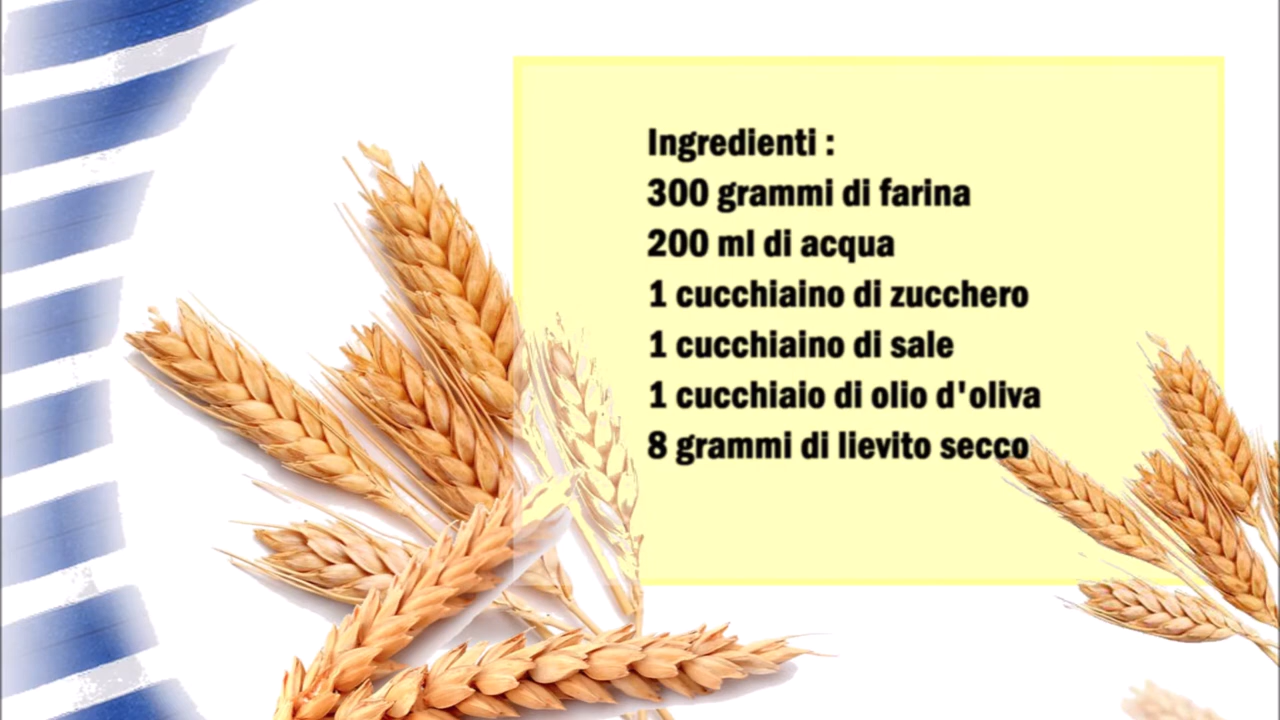 Ingredienti :
300 grammi di farina
200 ml di acqua
1 cucchiaino di zucchero
1 cucchiaino di sale
1 cucchiaio di olio d'oliva
8 grammi di lievito secco